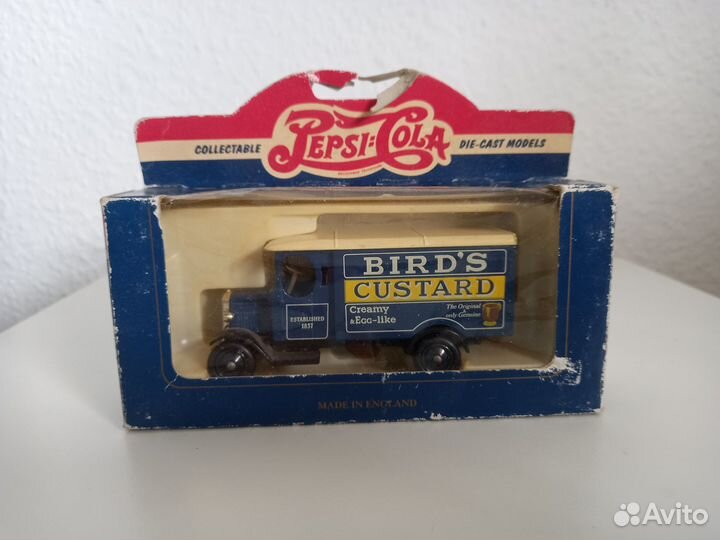 COLLECTABLE
PEPSI:COLA
DIE-CAST MODELS
BIRD'S
CUSTARD
Creamy
& Egg-like
The Original
& only Genuine
ESTABLISHED
1837
MADE IN ENGLAND
Avito